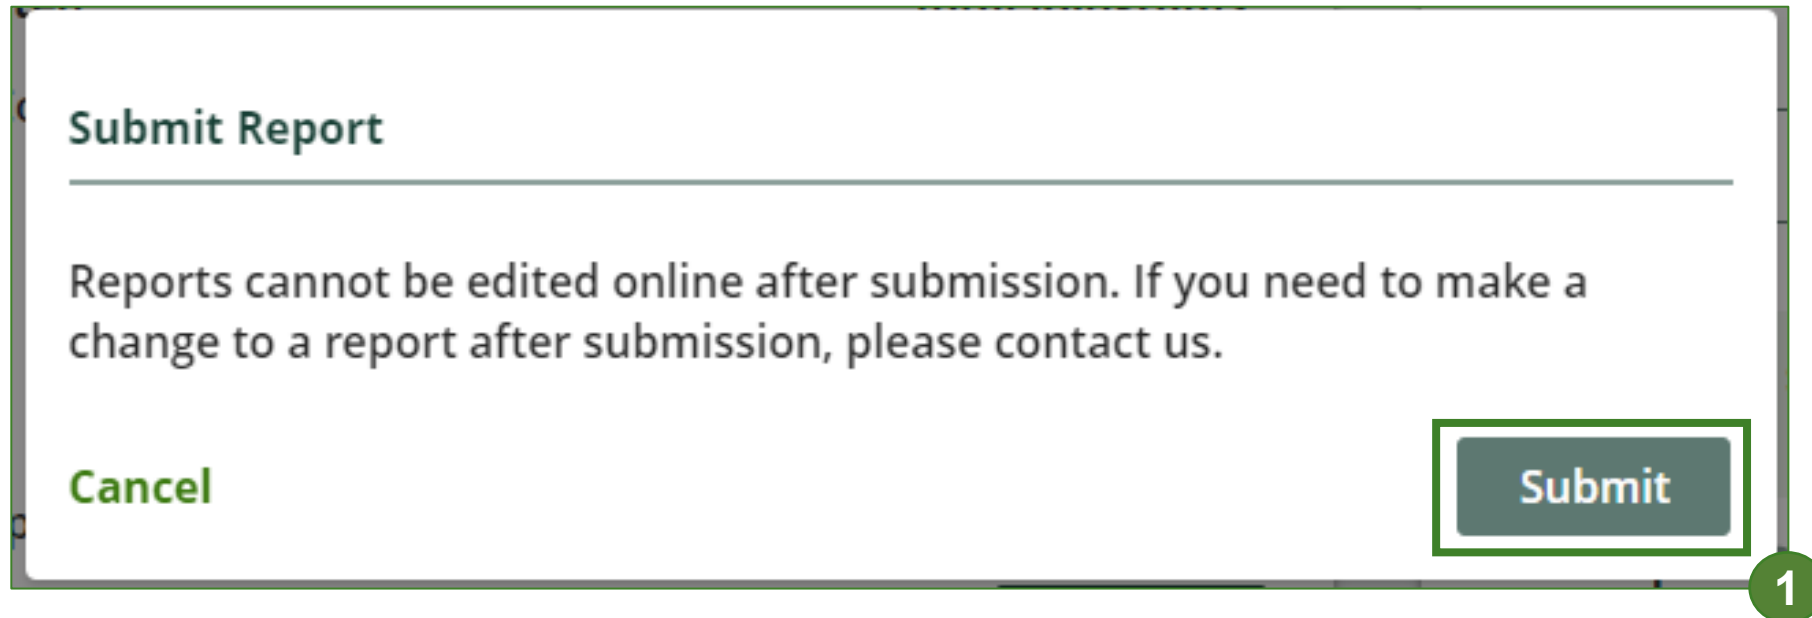 Submit Report
Reports cannot be edited online after submission. If you need to make a
change to a report after submission, please contact us.
Cancel
Submit
1